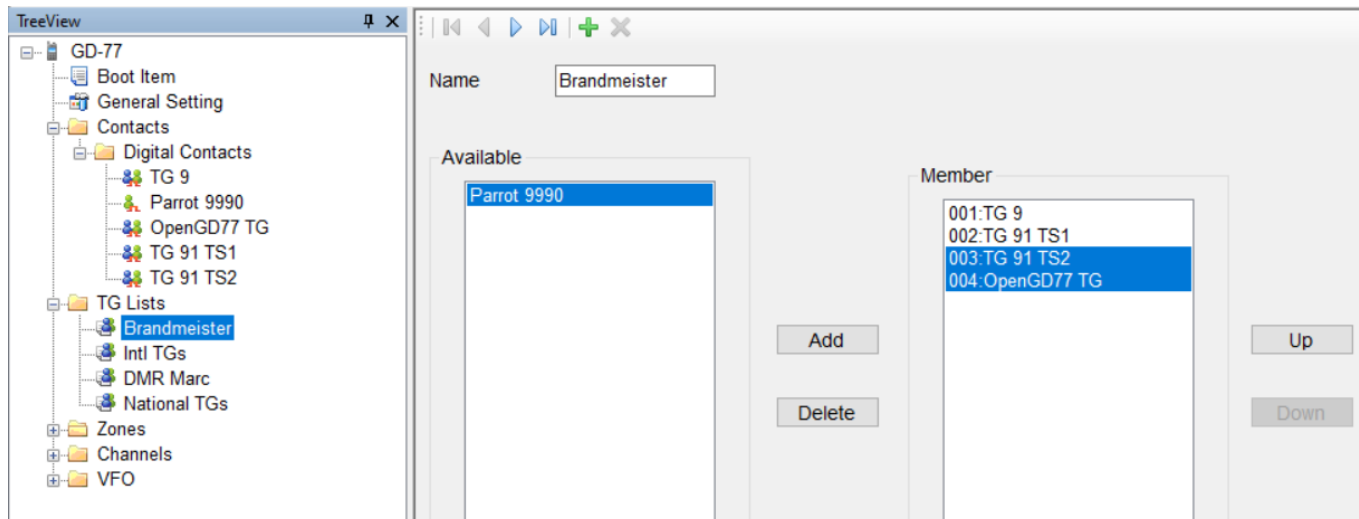 TreeView
GD-77
Boot Item
General Setting
Contacts
Digital Contacts
TG 9
Parrot 9990
OpenGD77 TG
TG 91 TS1
TG 91 TS2
TG Lists
Brandmeister
Intl TGs
DMR Marc
National TGs
Zones
Channels
VFO
Name
Brandmeister
Available
Parrot 9990
Add
Delete
Member
001:TG 9
002:TG 91 TS1
003:TG 91 TS2
004:OpenGD77 TG
Up
Down